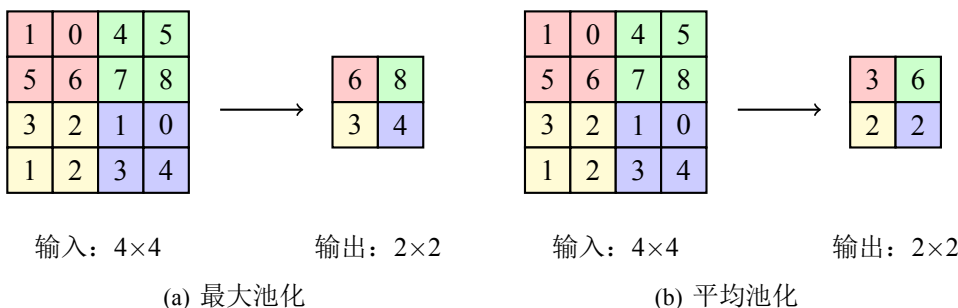 1 0 4 5 1 0 4 5
5 6 7 8 6 8 5 6 7 8 3 6
3 2 1 0 3 4 3 2 1 0 2 2
1 2 3 4 1 2 3 4
输入：4×4 输出：2×2 输入：4×4 输出：2×2
(a) 最大池化 (b) 平均池化